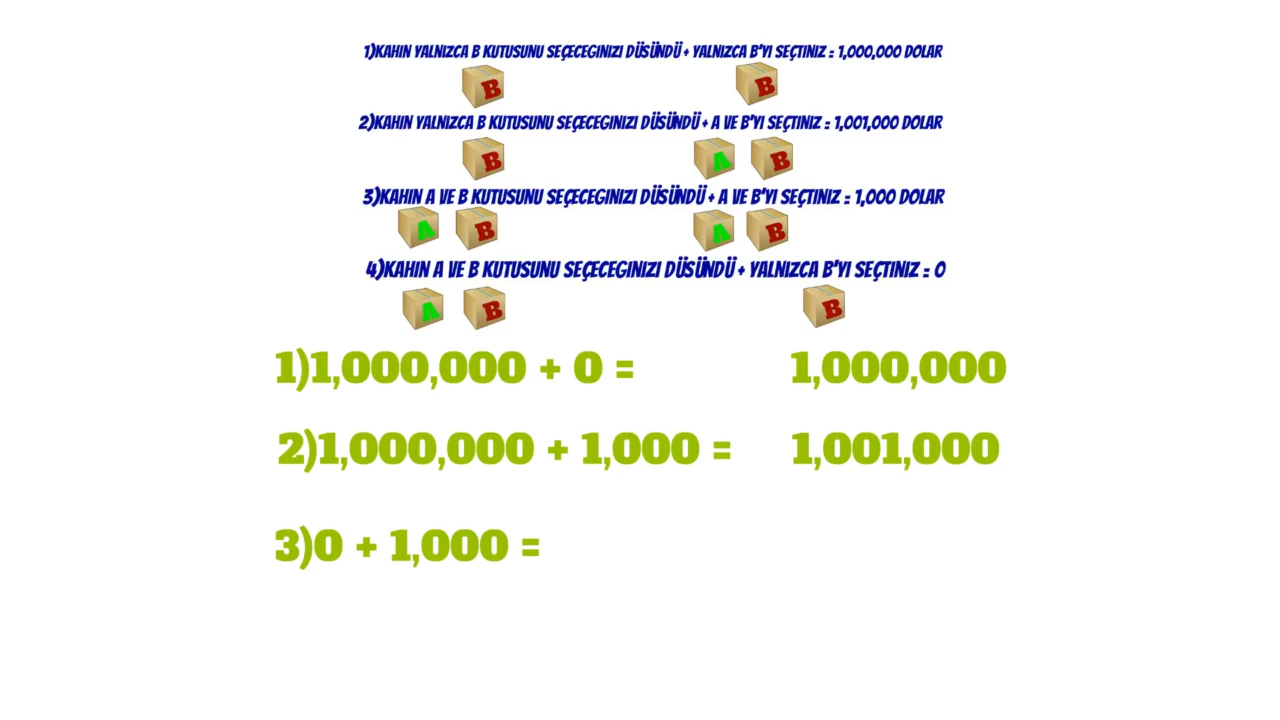 1)KAHIN YALNIZCA B KUTUSUNU SEÇECEGINIZI DÜSÜNDÜ + YALNIZCA B'YI SEÇTINIZ = 1,000,000 DOLAR
B B
2)KAHIN YALNIZCA B KUTUSUNU SEÇECEGINIZI DÜSÜNDÜ + A VE B'YI SEÇTINIZ = 1,001,000 DOLAR
B A B
3)KAHIN A VE B KUTUSUNU SEÇECEGINIZI DÜSÜNDÜ + A VE B'YI SEÇTINIZ = 1,000 DOLAR
A B A B
4)KAHIN A VE B KUTUSUNU SEÇECEGINIZI DÜSÜNDÜ + YALNIZCA B'YI SEÇTINIZ = 0
A B B
1)1,000,000 + 0 = 1,000,000
2)1,000,000 + 1,000 = 1,001,000
3)0 + 1,000 =